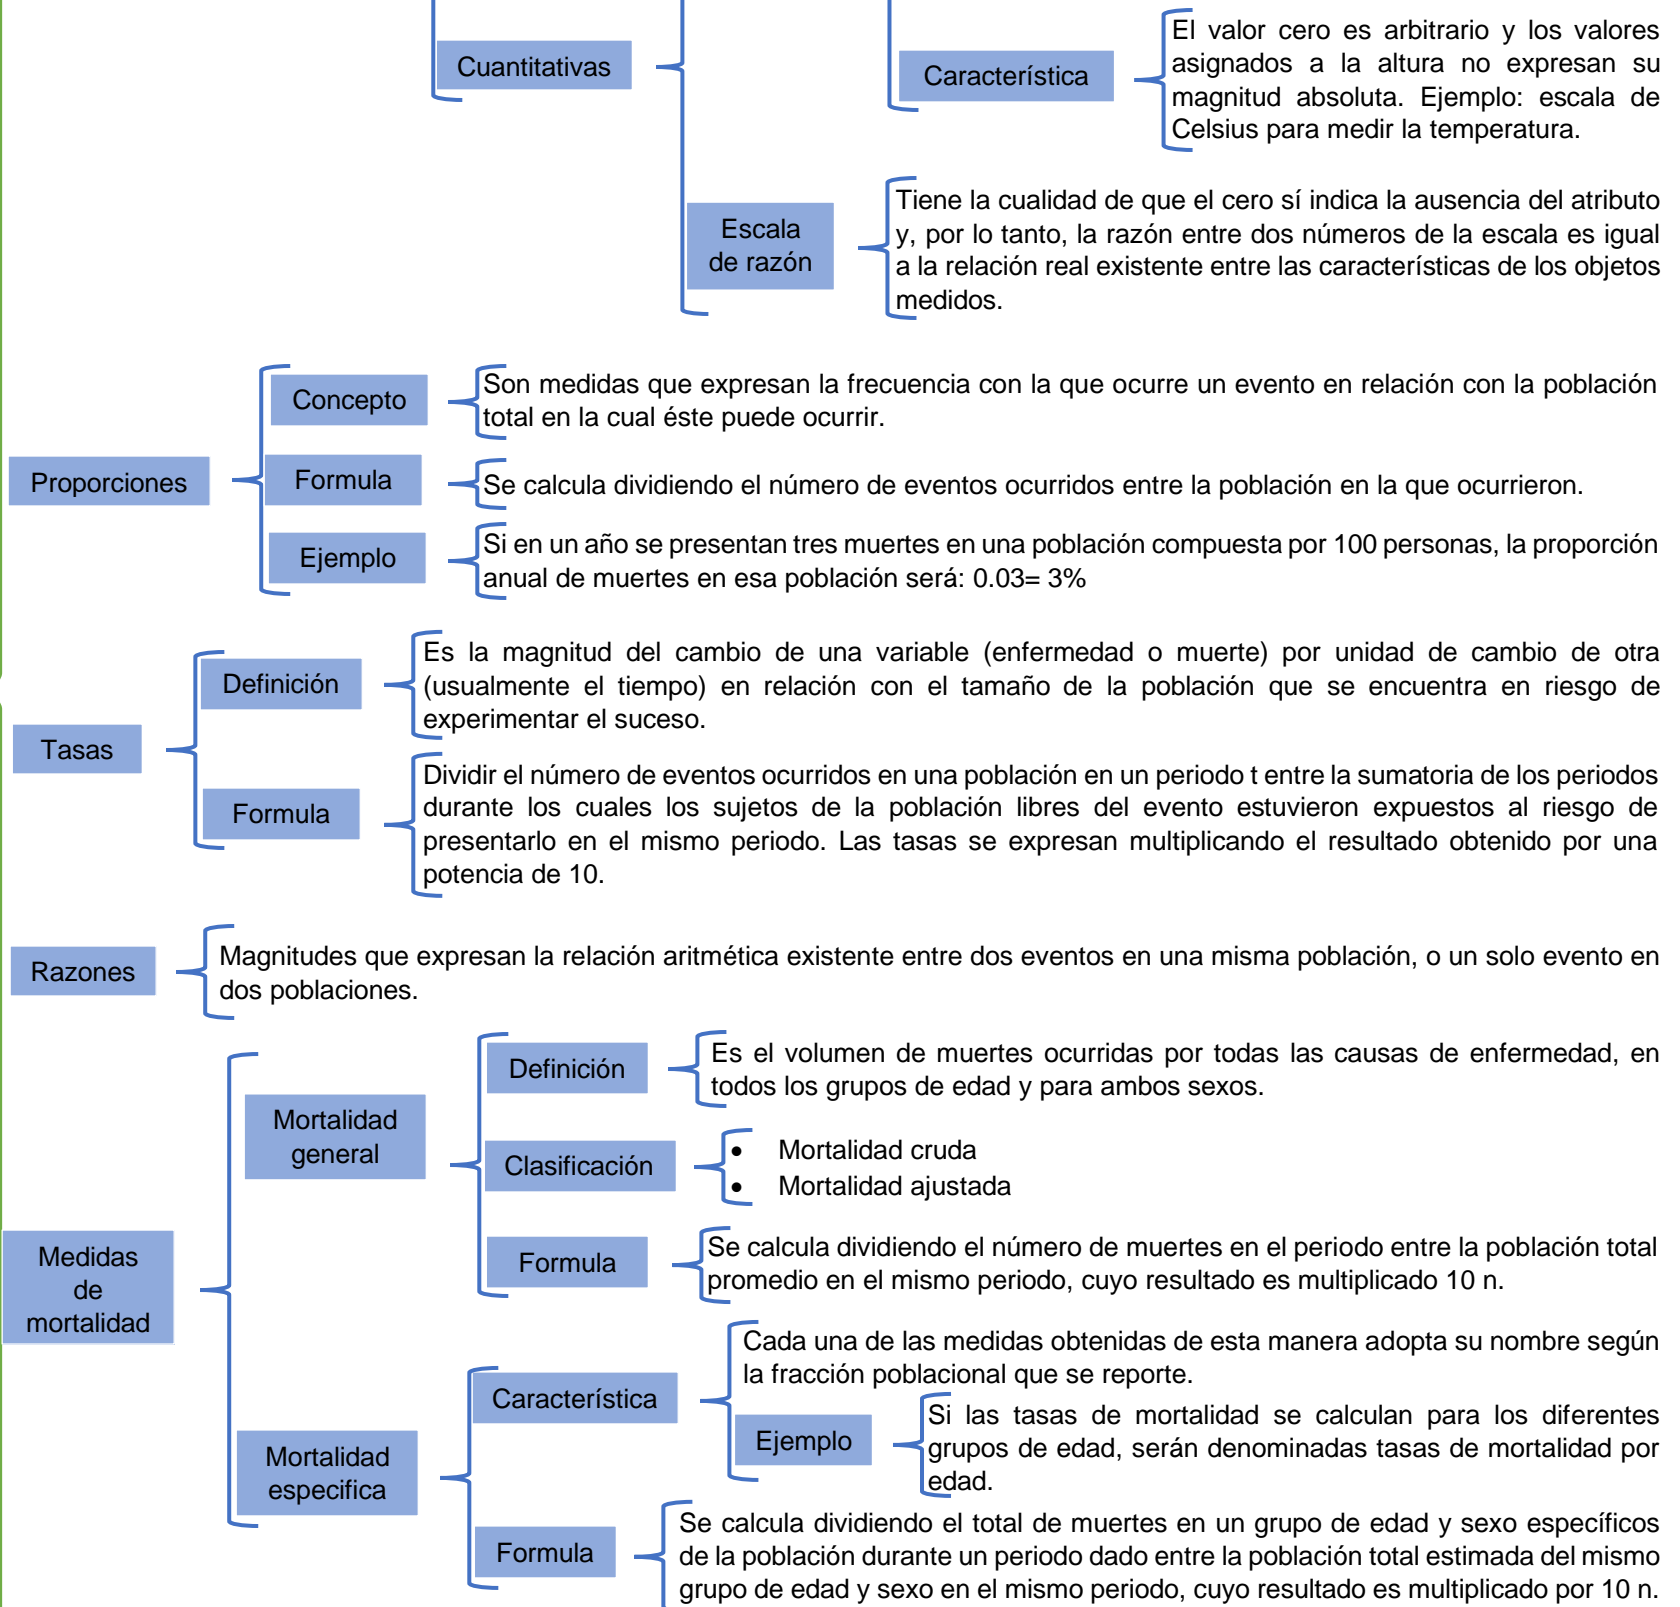 Cuantitativas
Característica
El valor cero es arbitrario y los valores
asignados a la altura no expresan su
magnitud absoluta. Ejemplo: escala de
Celsius para medir la temperatura.
Escala
de razón
Tiene la cualidad de que el cero sí indica la ausencia del atributo
y, por lo tanto, la razón entre dos números de la escala es igual
a la relación real existente entre las características de los objetos
medidos.
Proporciones
Concepto
Son medidas que expresan la frecuencia con la que ocurre un evento en relación con la población
total en la cual éste puede ocurrir.
Formula
Se calcula dividiendo el número de eventos ocurridos entre la población en la que ocurrieron.
Ejemplo
Si en un año se presentan tres muertes en una población compuesta por 100 personas, la proporción
anual de muertes en esa población será: 0.03= 3%
Tasas
Definición
Es la magnitud del cambio de una variable (enfermedad o muerte) por unidad de cambio de otra
(usualmente el tiempo) en relación con el tamaño de la población que se encuentra en riesgo de
experimentar el suceso.
Formula
Dividir el número de eventos ocurridos en una población en un periodo t entre la sumatoria de los periodos
durante los cuales los sujetos de la población libres del evento estuvieron expuestos al riesgo de
presentarlo en el mismo periodo. Las tasas se expresan multiplicando el resultado obtenido por una
potencia de 10.
Razones
Magnitudes que expresan la relación aritmética existente entre dos eventos en una misma población, o un solo evento en
dos poblaciones.
Medidas
de
mortalidad
Mortalidad
general
Definición
Es el volumen de muertes ocurridas por todas las causas de enfermedad, en
todos los grupos de edad y para ambos sexos.
Clasificación
• Mortalidad cruda
• Mortalidad ajustada
Formula
Se calcula dividiendo el número de muertes en el periodo entre la población total
promedio en el mismo periodo, cuyo resultado es multiplicado 10 n.
Mortalidad
especifica
Característica
Cada una de las medidas obtenidas de esta manera adopta su nombre según
la fracción poblacional que se reporte.
Ejemplo
Si las tasas de mortalidad se calculan para los diferentes
grupos de edad, serán denominadas tasas de mortalidad por
edad.
Formula
Se calcula dividiendo el total de muertes en un grupo de edad y sexo específicos
de la población durante un periodo dado entre la población total estimada del mismo
grupo de edad y sexo en el mismo periodo, cuyo resultado es multiplicado por 10 n.